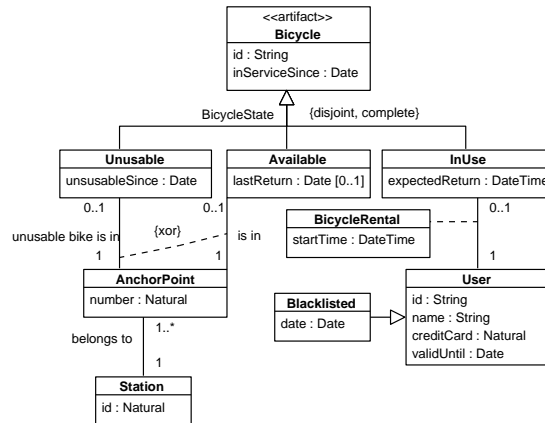 <<artifact>>
Bicycle
id : String
inServiceSince : Date
BicycleState
{disjoint, complete}
Unusable
unsusableSince : Date
Available
lastReturn : Date [0..1]
InUse
expectedReturn : DateTime
0..1
0..1
0..1
BicycleRental
startTime : DateTime
unusable bike is in
{xor}
is in
1
1
1
AnchorPoint
number : Natural
User
id : String
name : String
creditCard : Natural
validUntil : Date
Blacklisted
date : Date
1..*
belongs to
1
Station
id : Natural